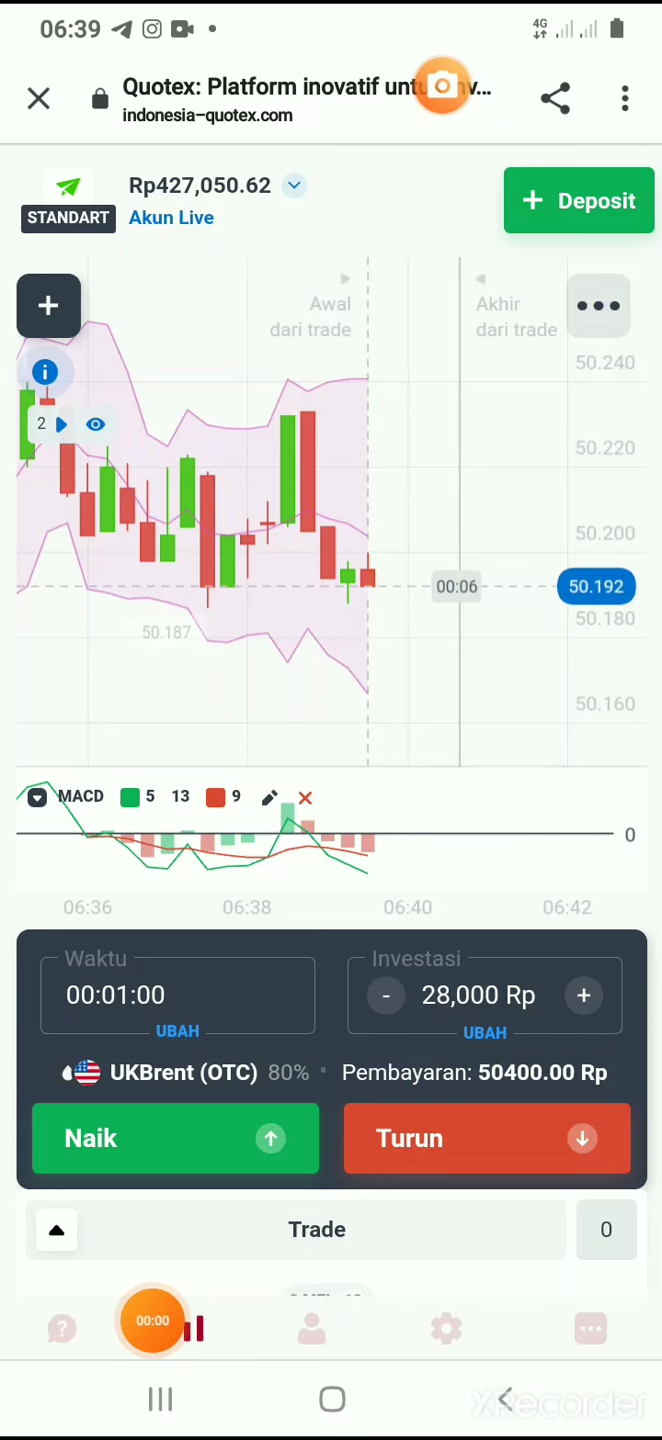 06:39
4G
Quotex: Platform inovatif untu
indonesia-quotex.com
Rp427,050.62
STANDART
Akun Live
+ Deposit
Awal
dari trade
Akhir
dari trade
50.240
2
50.220
50.200
00:06
50.192
50.187
50.180
50.160
MACD 5 13 9
0
06:36 06:38 06:40 06:42
Waktu
00:01:00
UBAH
Investasi
- 28,000 Rp +
UBAH
UKBrent (OTC) 80% • Pembayaran: 50400.00 Rp
Naik
Turun
Trade
0
00:00
XRecorder